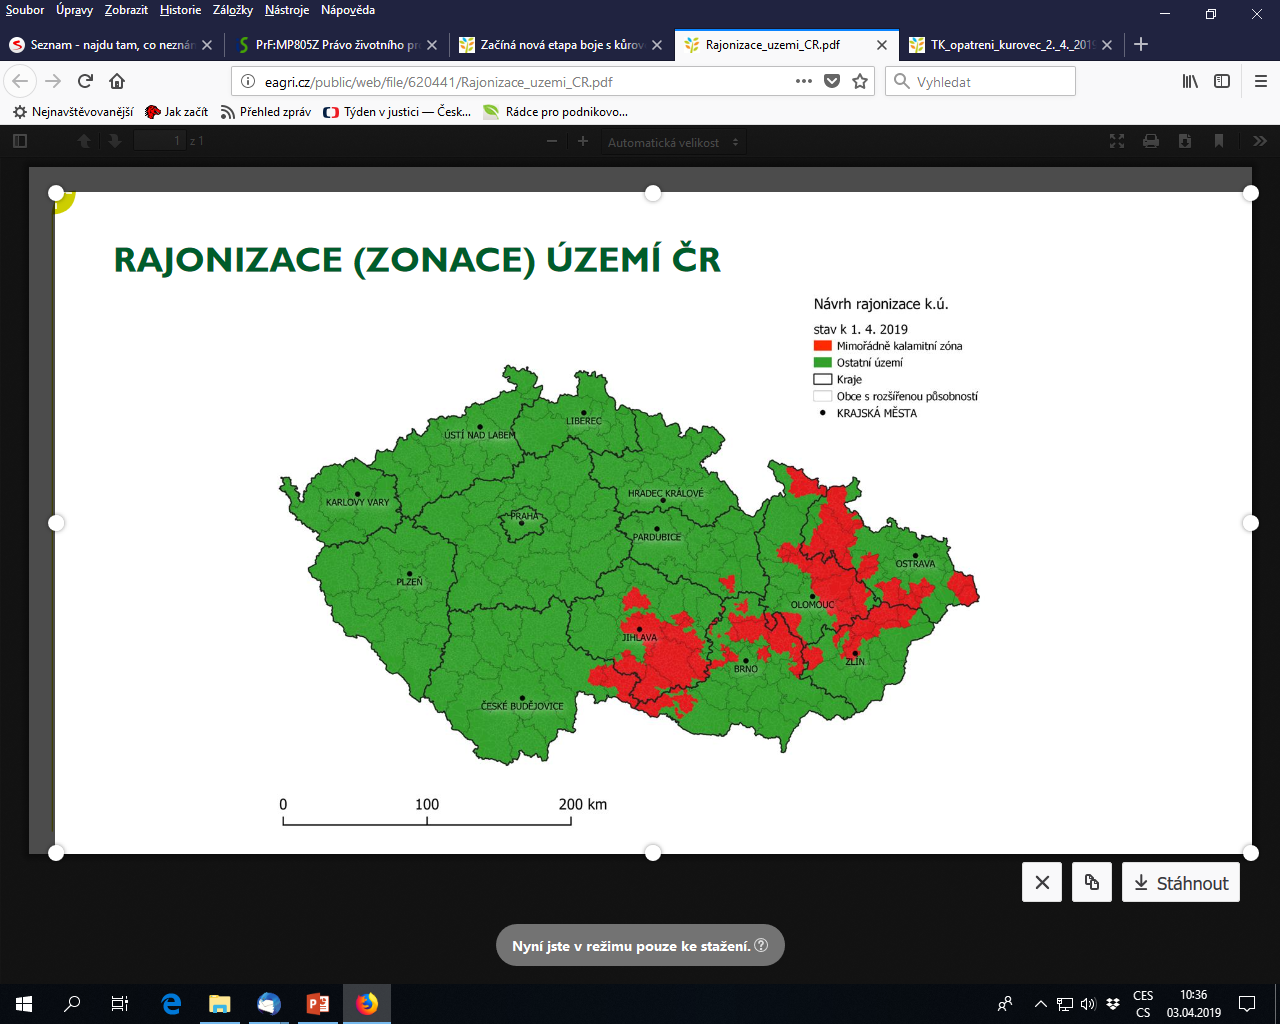 Soubor Úpravy Zobrazit Historie Záložky Nástroje Nápověda
Seznam - najdu tam, co neznám
PrF:MP805Z Právo životního pro
Začíná nová etapa boje s kůrov
Rajonizace_uzemi_CR.pdf
TK_opatreni_kurovec_2._4._2019
eagri.cz/public/web/file/620441/Rajonizace_uzemi_CR.pdf
Vyhledat
Nejnavštěvovanější Jak začít Přehled zpráv Týden v justici — Česk... Rádce pro podnikovo...
1 z 1 Automatická velikost
RAJONIZACE (ZONACE) ÚZEMÍ ČR
Návrh rajonizace k.ú.
stav k 1. 4. 2019
Mimořádně kalamitní zóna
Ostatní území
Kraje
Obce s rozšířenou působností
KRAJSKÁ MĚSTA
LIBEREC
ÚSTÍ NAD LABEM
HRADEC KRÁLOVÉ
KARLOVY VARY
PRAHA
PARDUBICE
OSTRAVA
PLZEŇ
OLOMOUC
JIHLAVA
ZLÍN
BRNO
ČESKÉ BUDĚJOVICE
0 100 200 km
Stáhnout
Nyní jste v režimu pouze ke stažení.
CES
CS
10:36
03.04.2019